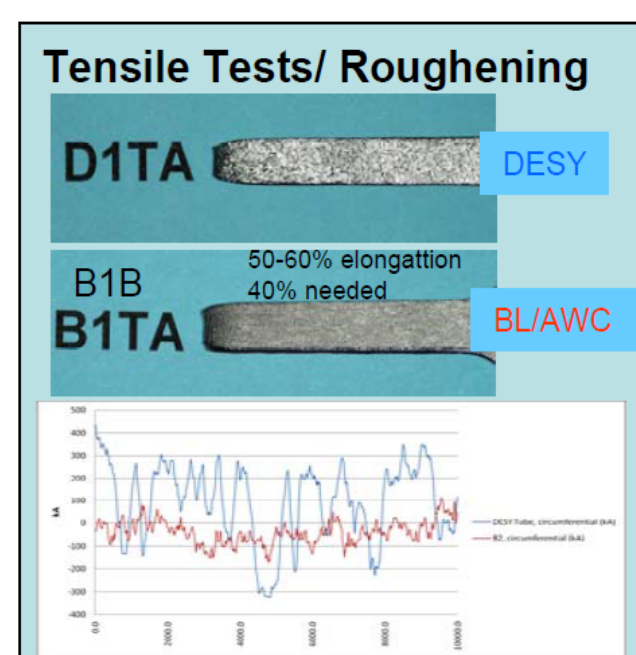 Tensile Tests/ Roughening
D1TA
DESY
50-60% elongattion
B1B
40% needed
B1TA
BL/AWC
500
400
300
200
100
0
-100
-200
-300
-400
kA
0.0
2000.0
4000.0
6000.0
8000.0
10000.0
DESY Tube, circumferential (kA)
B2, circumferential (kA)